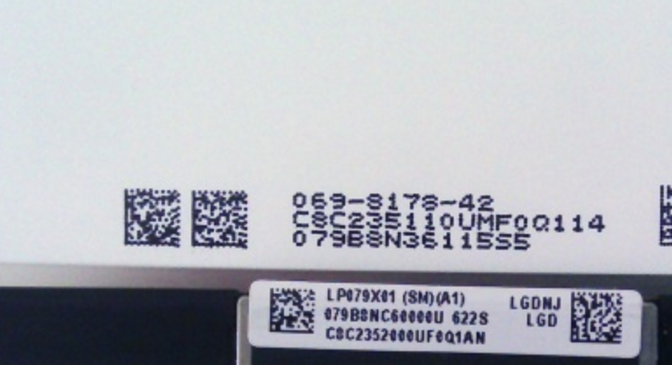 069-8178-42
C8C235110UMF0Q114
079B8N36115S5
LP079X01 (SM)(A1)
079B8NC60000U 622S
C8C2352000UF0Q1AN
LGDNJ
LGD